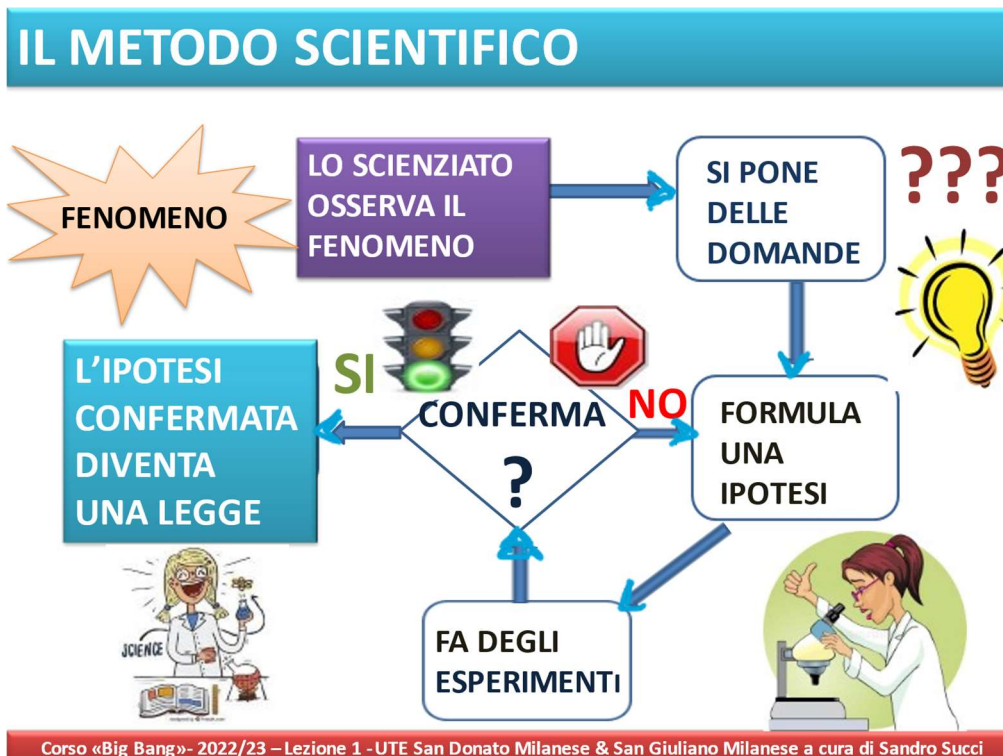 IL METODO SCIENTIFICO
FENOMENO
LO SCIENZIATO
OSSERVA IL
FENOMENO
SI PONE
DELLE
DOMANDE
???
FORMULA
UNA
IPOTESI
FA DEGLI
ESPERIMENTI
CONFERMA
?
NO
SI
L'IPOTESI
CONFERMATA
DIVENTA
UNA LEGGE
SCIENCE
Corso «Big Bang»- 2022/23 – Lezione 1 - UTE San Donato Milanese & San Giuliano Milanese a cura di Sandro Succi